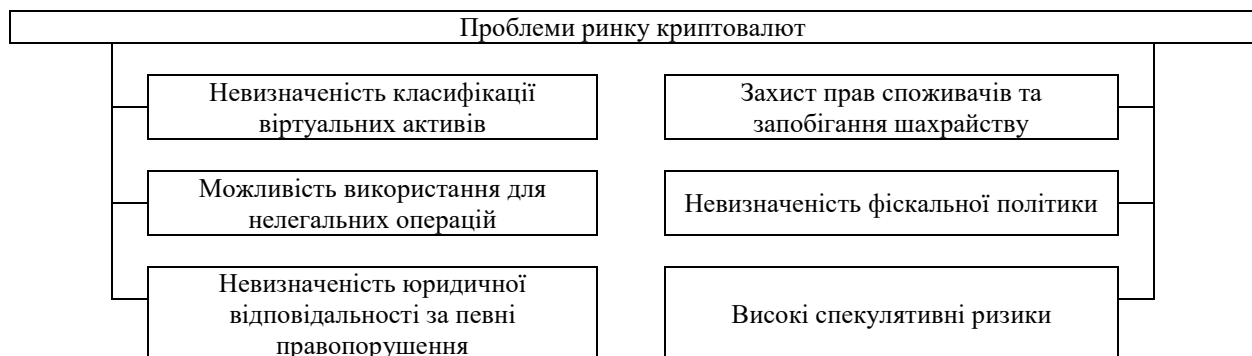 Проблеми ринку криптовалют
Невизначеність класифікації
віртуальних активів
Захист прав споживачів та
запобігання шахрайству
Можливість використання для
нелегальних операцій
Невизначеність фіскальної політики
Невизначеність юридичної
відповідальності за певні
правопорушення
Високі спекулятивні ризики